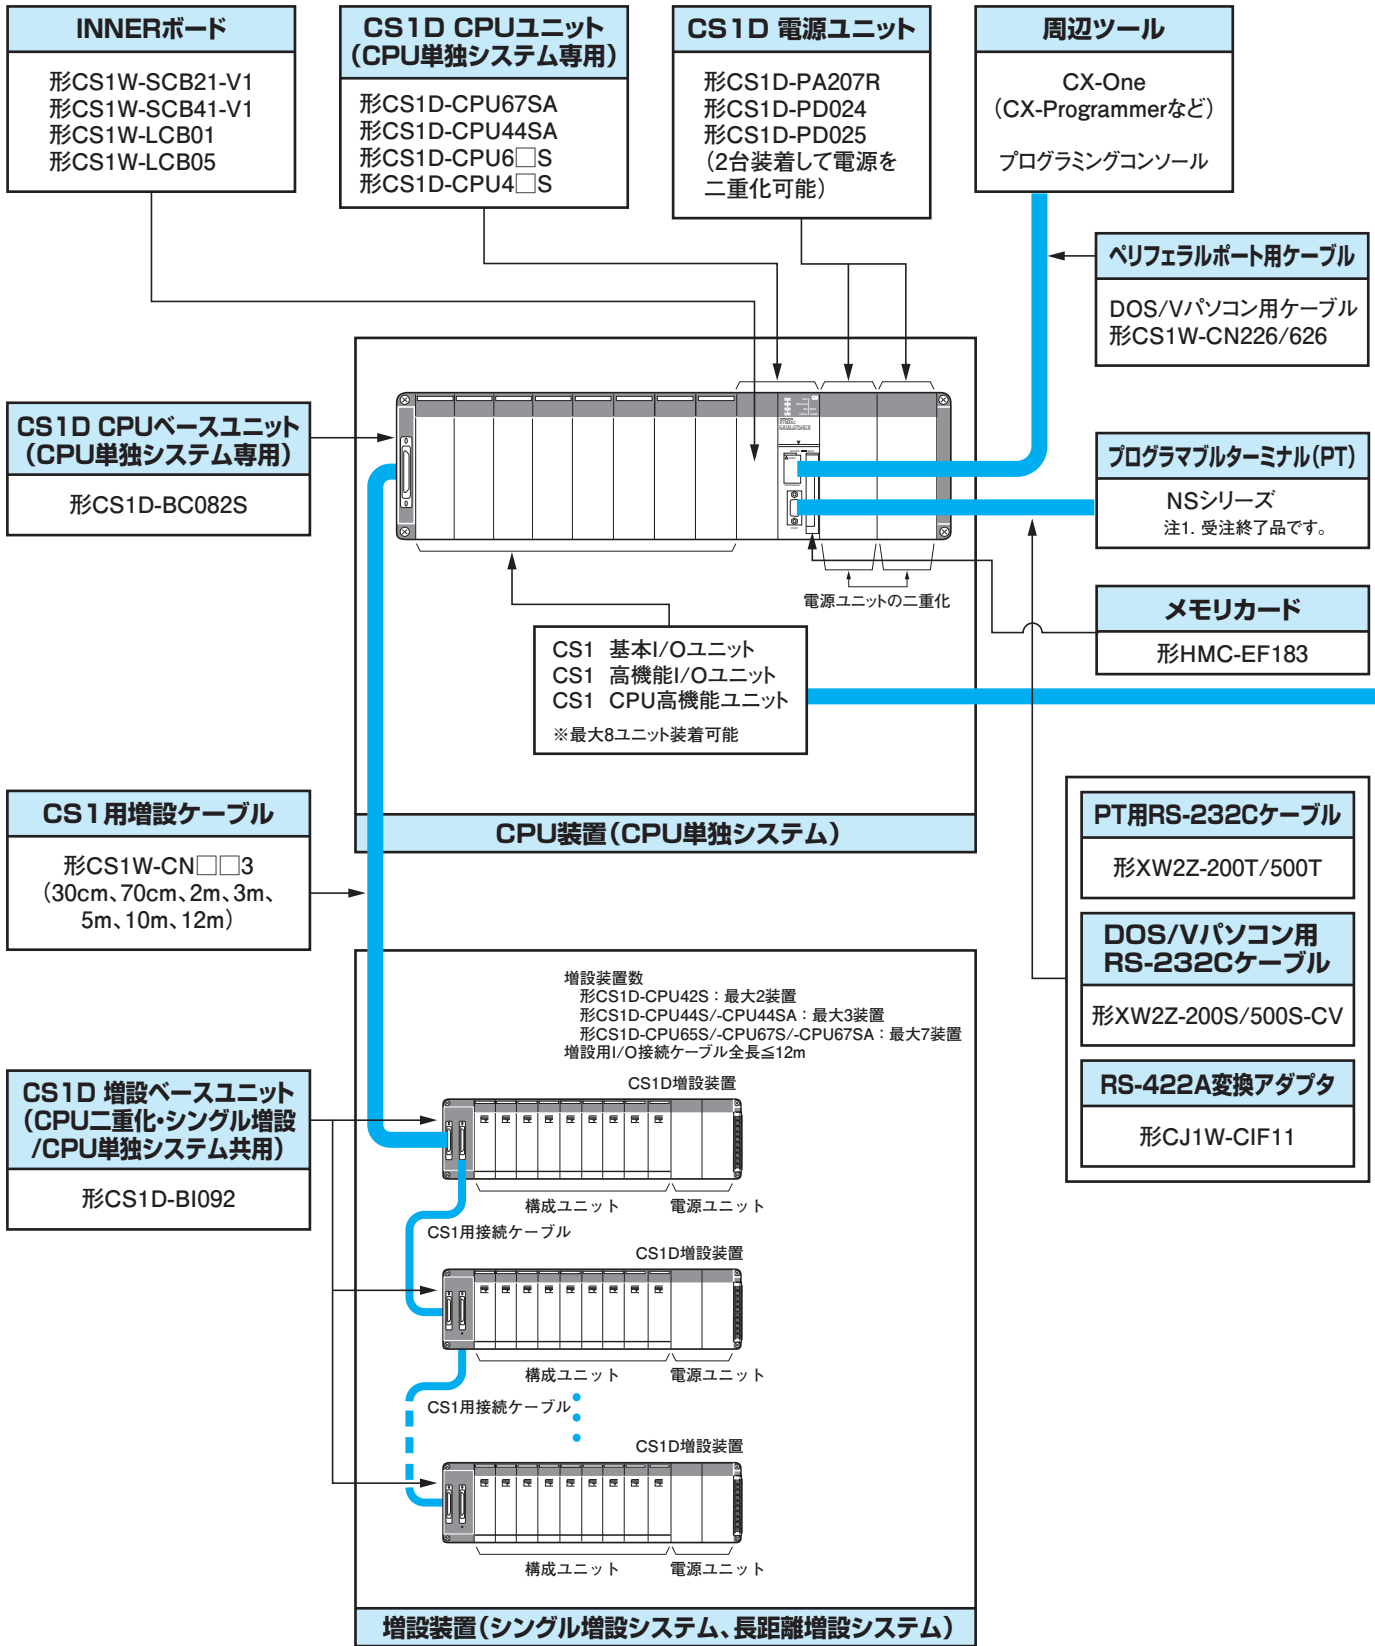 INNERボード
形CS1W-SCB21-V1
形CS1W-SCB41-V1
形CS1W-LCB01
形CS1W-LCB05
CS1D CPUユニット
(CPU単独システム専用)
形CS1D-CPU67SA
形CS1D-CPU44SA
形CS1D-CPU6□S
形CS1D-CPU4□S
CS1D 電源ユニット
形CS1D-PA207R
形CS1D-PD024
形CS1D-PD025
(2台装着して電源を
二重化可能)
周辺ツール
CX-One
(CX-Programmerなど)
プログラミングコンソール
ペリフェラルポート用ケーブル
DOS/Vパソコン用ケーブル
形CS1W-CN226/626
CS1D CPUベースユニット
(CPU単独システム専用)
形CS1D-BC082S
プログラマブルターミナル(PT)
NSシリーズ
注1. 受注終了品です。
電源ユニットの二重化
メモリカード
形HMC-EF183
CS1 基本I/Oユニット
CS1 高機能I/Oユニット
CS1 CPU高機能ユニット
※最大8ユニット装着可能
CPU装置(CPU単独システム)
CS1用増設ケーブル
形CS1W-CN□□3
(30cm、70cm、2m、3m、
5m、10m、12m)
PT用RS-232Cケーブル
形XW2Z-200T/500T
DOS/Vパソコン用
RS-232Cケーブル
形XW2Z-200S/500S-CV
RS-422A変換アダプタ
形CJ1W-CIF11
増設装置数
形CS1D-CPU42S：最大2装置
形CS1D-CPU44S/-CPU44SA：最大3装置
形CS1D-CPU65S/-CPU67S/-CPU67SA：最大7装置
増設用I/O接続ケーブル全長≦12m
CS1D 増設ベースユニット
(CPU二重化・シングル増設
/CPU単独システム共用)
形CS1D-BI092
CS1D増設装置
構成ユニット 電源ユニット
CS1用接続ケーブル
CS1D増設装置
構成ユニット 電源ユニット
CS1用接続ケーブル
CS1D増設装置
構成ユニット 電源ユニット
増設装置(シングル増設システム、長距離増設システム)